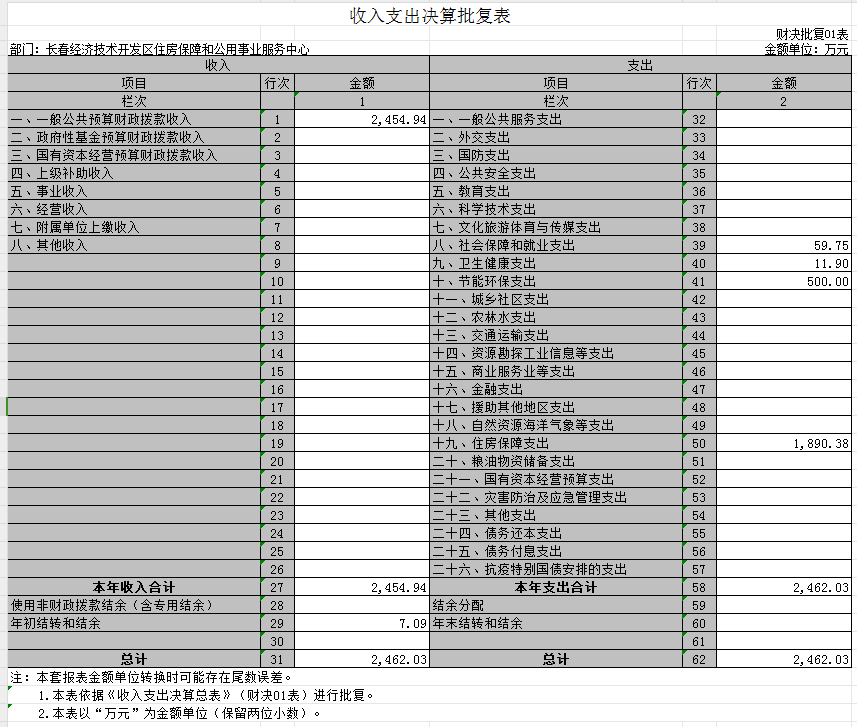 收入支出决算批复表
财决批复01表
部门：长春经济技术开发区住房保障和公用事业服务中心 金额单位：万元
收入 支出
项目 行次 金额 项目 行次 金额
栏次 1 栏次 2
一、一般公共预算财政拨款收入 1 2,454.94 一、一般公共服务支出 32
二、政府性基金预算财政拨款收入 2 二、外交支出 33
三、国有资本经营预算财政拨款收入 3 三、国防支出 34
四、上级补助收入 4 四、公共安全支出 35
五、事业收入 5 五、教育支出 36
六、经营收入 6 六、科学技术支出 37
七、附属单位上缴收入 7 七、文化旅游体育与传媒支出 38
八、其他收入 8 八、社会保障和就业支出 39 59.75
9 九、卫生健康支出 40 11.90
10 十、节能环保支出 41 500.00
11 十一、城乡社区支出 42
12 十二、农林水支出 43
13 十三、交通运输支出 44
14 十四、资源勘探工业信息等支出 45
15 十五、商业服务业等支出 46
16 十六、金融支出 47
17 十七、援助其他地区支出 48
18 十八、自然资源海洋气象等支出 49
19 十九、住房保障支出 50 1,890.38
20 二十、粮油物资储备支出 51
21 二十一、国有资本经营预算支出 52
22 二十二、灾害防治及应急管理支出 53
23 二十三、其他支出 54
24 二十四、债务还本支出 55
25 二十五、债务付息支出 56
26 二十六、抗疫特别国债安排的支出 57
本年收入合计 27 2,454.94 本年支出合计 58 2,462.03
使用非财政拨款结余（含专用结余） 28 结余分配 59
年初结转和结余 29 7.09 年末结转和结余 60
30 61
总计 31 2,462.03 总计 62 2,462.03
注：本套报表金额单位转换时可能存在尾数误差。
1.本表依据《收入支出决算总表》（财决01表）进行批复。
2.本表以“万元”为金额单位（保留两位小数）。